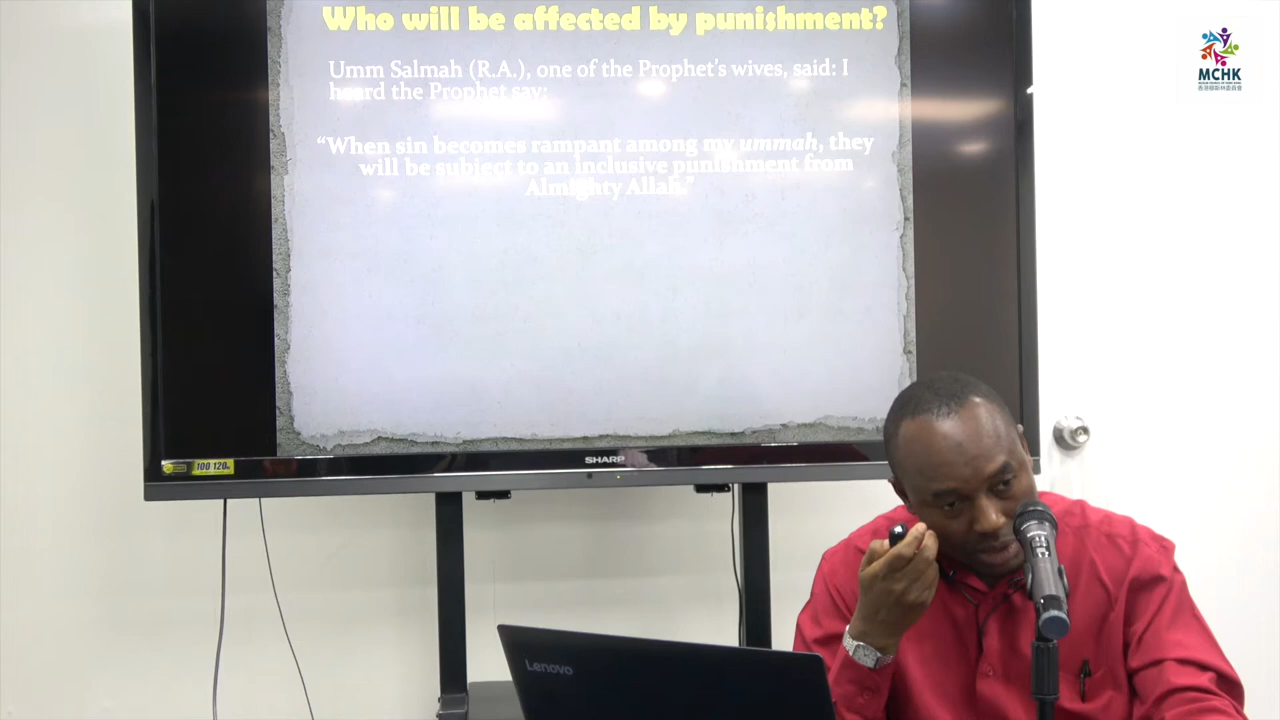 Who will be affected by punishment?
Umm Salmah (R.A.), one of the Prophet's wives, said: I
heard the Prophet say:
“When sin becomes rampant among my ummah, they
will be subject to an inclusive punishment from
Almighty Allah.”
MCHK
SHARP
100/120
Lenovo